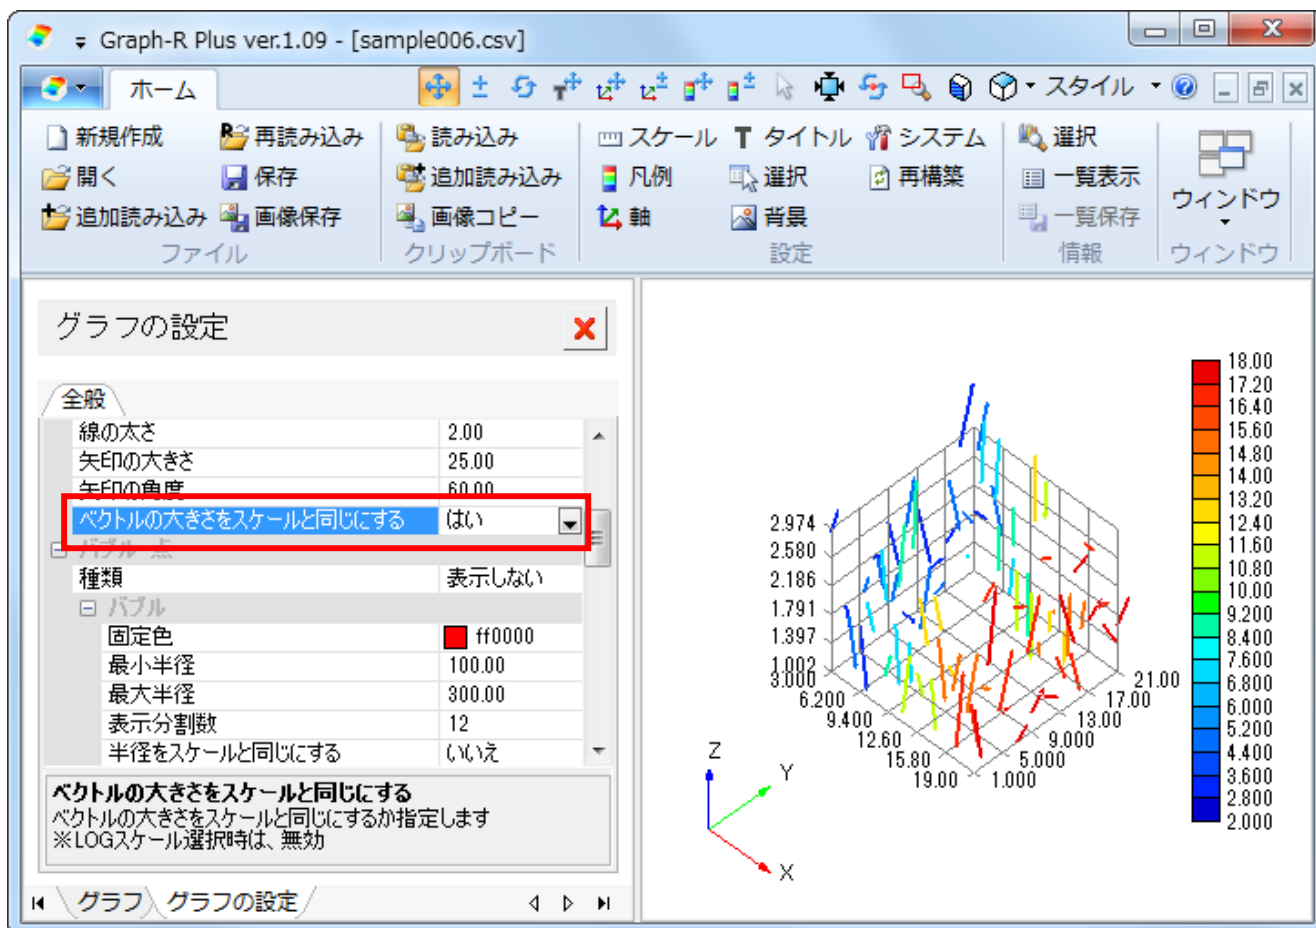 Graph-R Plus ver.1.09 - [sample006.csv]
ホーム
スタイル
新規作成
再読み込み
読み込み
スケール
タイトル
システム
選択
開く
保存
追加読み込み
凡例
選択
再構築
一覧表示
ウィンドウ
追加読み込み
画像保存
画像コピー
軸
背景
一覧保存
ファイル
クリップボード
設定
情報
ウィンドウ
グラフの設定
全般
線の太さ 2.00
矢印の大きさ 25.00
矢印の角度 60.00
ベクトルの大きさをスケールと同じにする はい
バブル・点
種類 表示しない
バブル
固定色 ff0000
最小半径 100.00
最大半径 300.00
表示分割数 12
半径をスケールと同じにする いいえ
ベクトルの大きさをスケールと同じにする
ベクトルの大きさをスケールと同じにするか指定します
※LOGスケール選択時は、無効
グラフ
グラフの設定
2.974
2.580
2.186
1.791
1.397
1.002
3.000
6.200
9.400
12.60
15.80
19.00
1.000
5.000
9.000
13.00
17.00
21.00
Z
Y
X
18.00
17.20
16.40
15.60
14.80
14.00
13.20
12.40
11.60
10.80
10.00
9.200
8.400
7.600
6.800
6.000
5.200
4.400
3.600
2.800
2.000